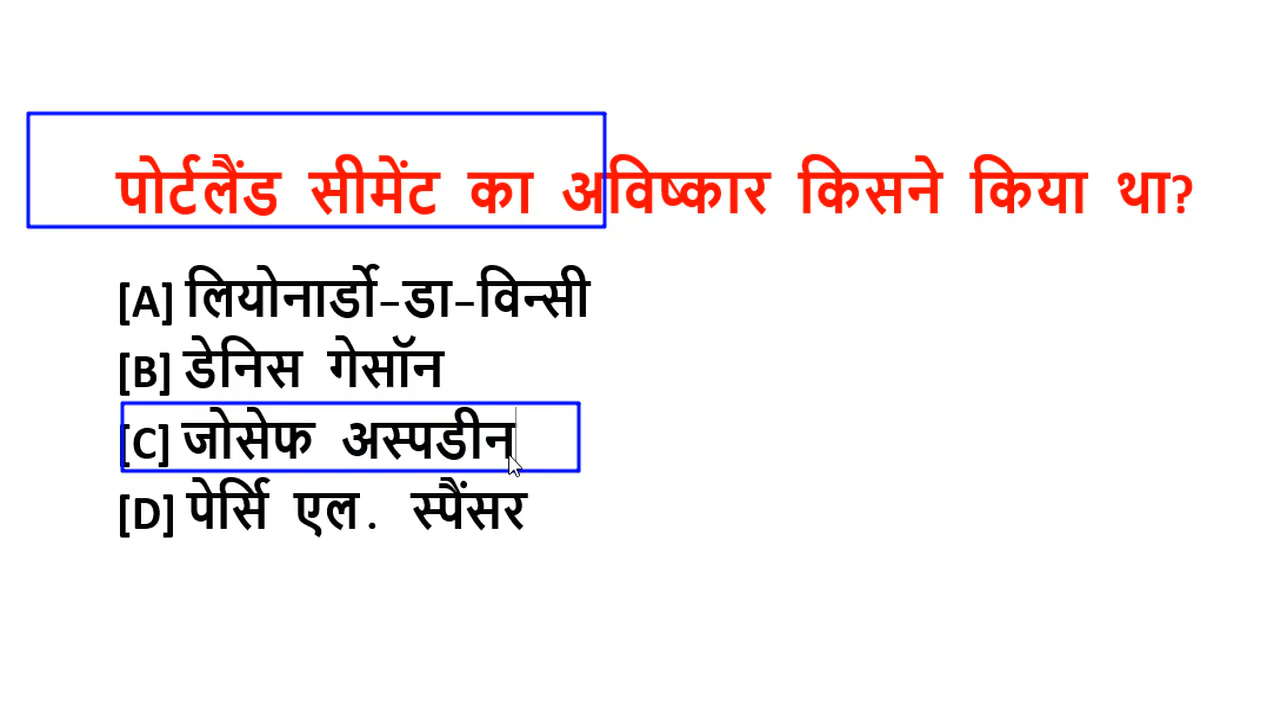 पोर्टलैंड सीमेंट का अविष्कार किसने किया था?
[A] लियोनार्डो-डा-विन्सी
[B] डेनिस गेसॉन
[C] जोसेफ अस्पडीन
[D] पेर्सि एल. स्पैंसर